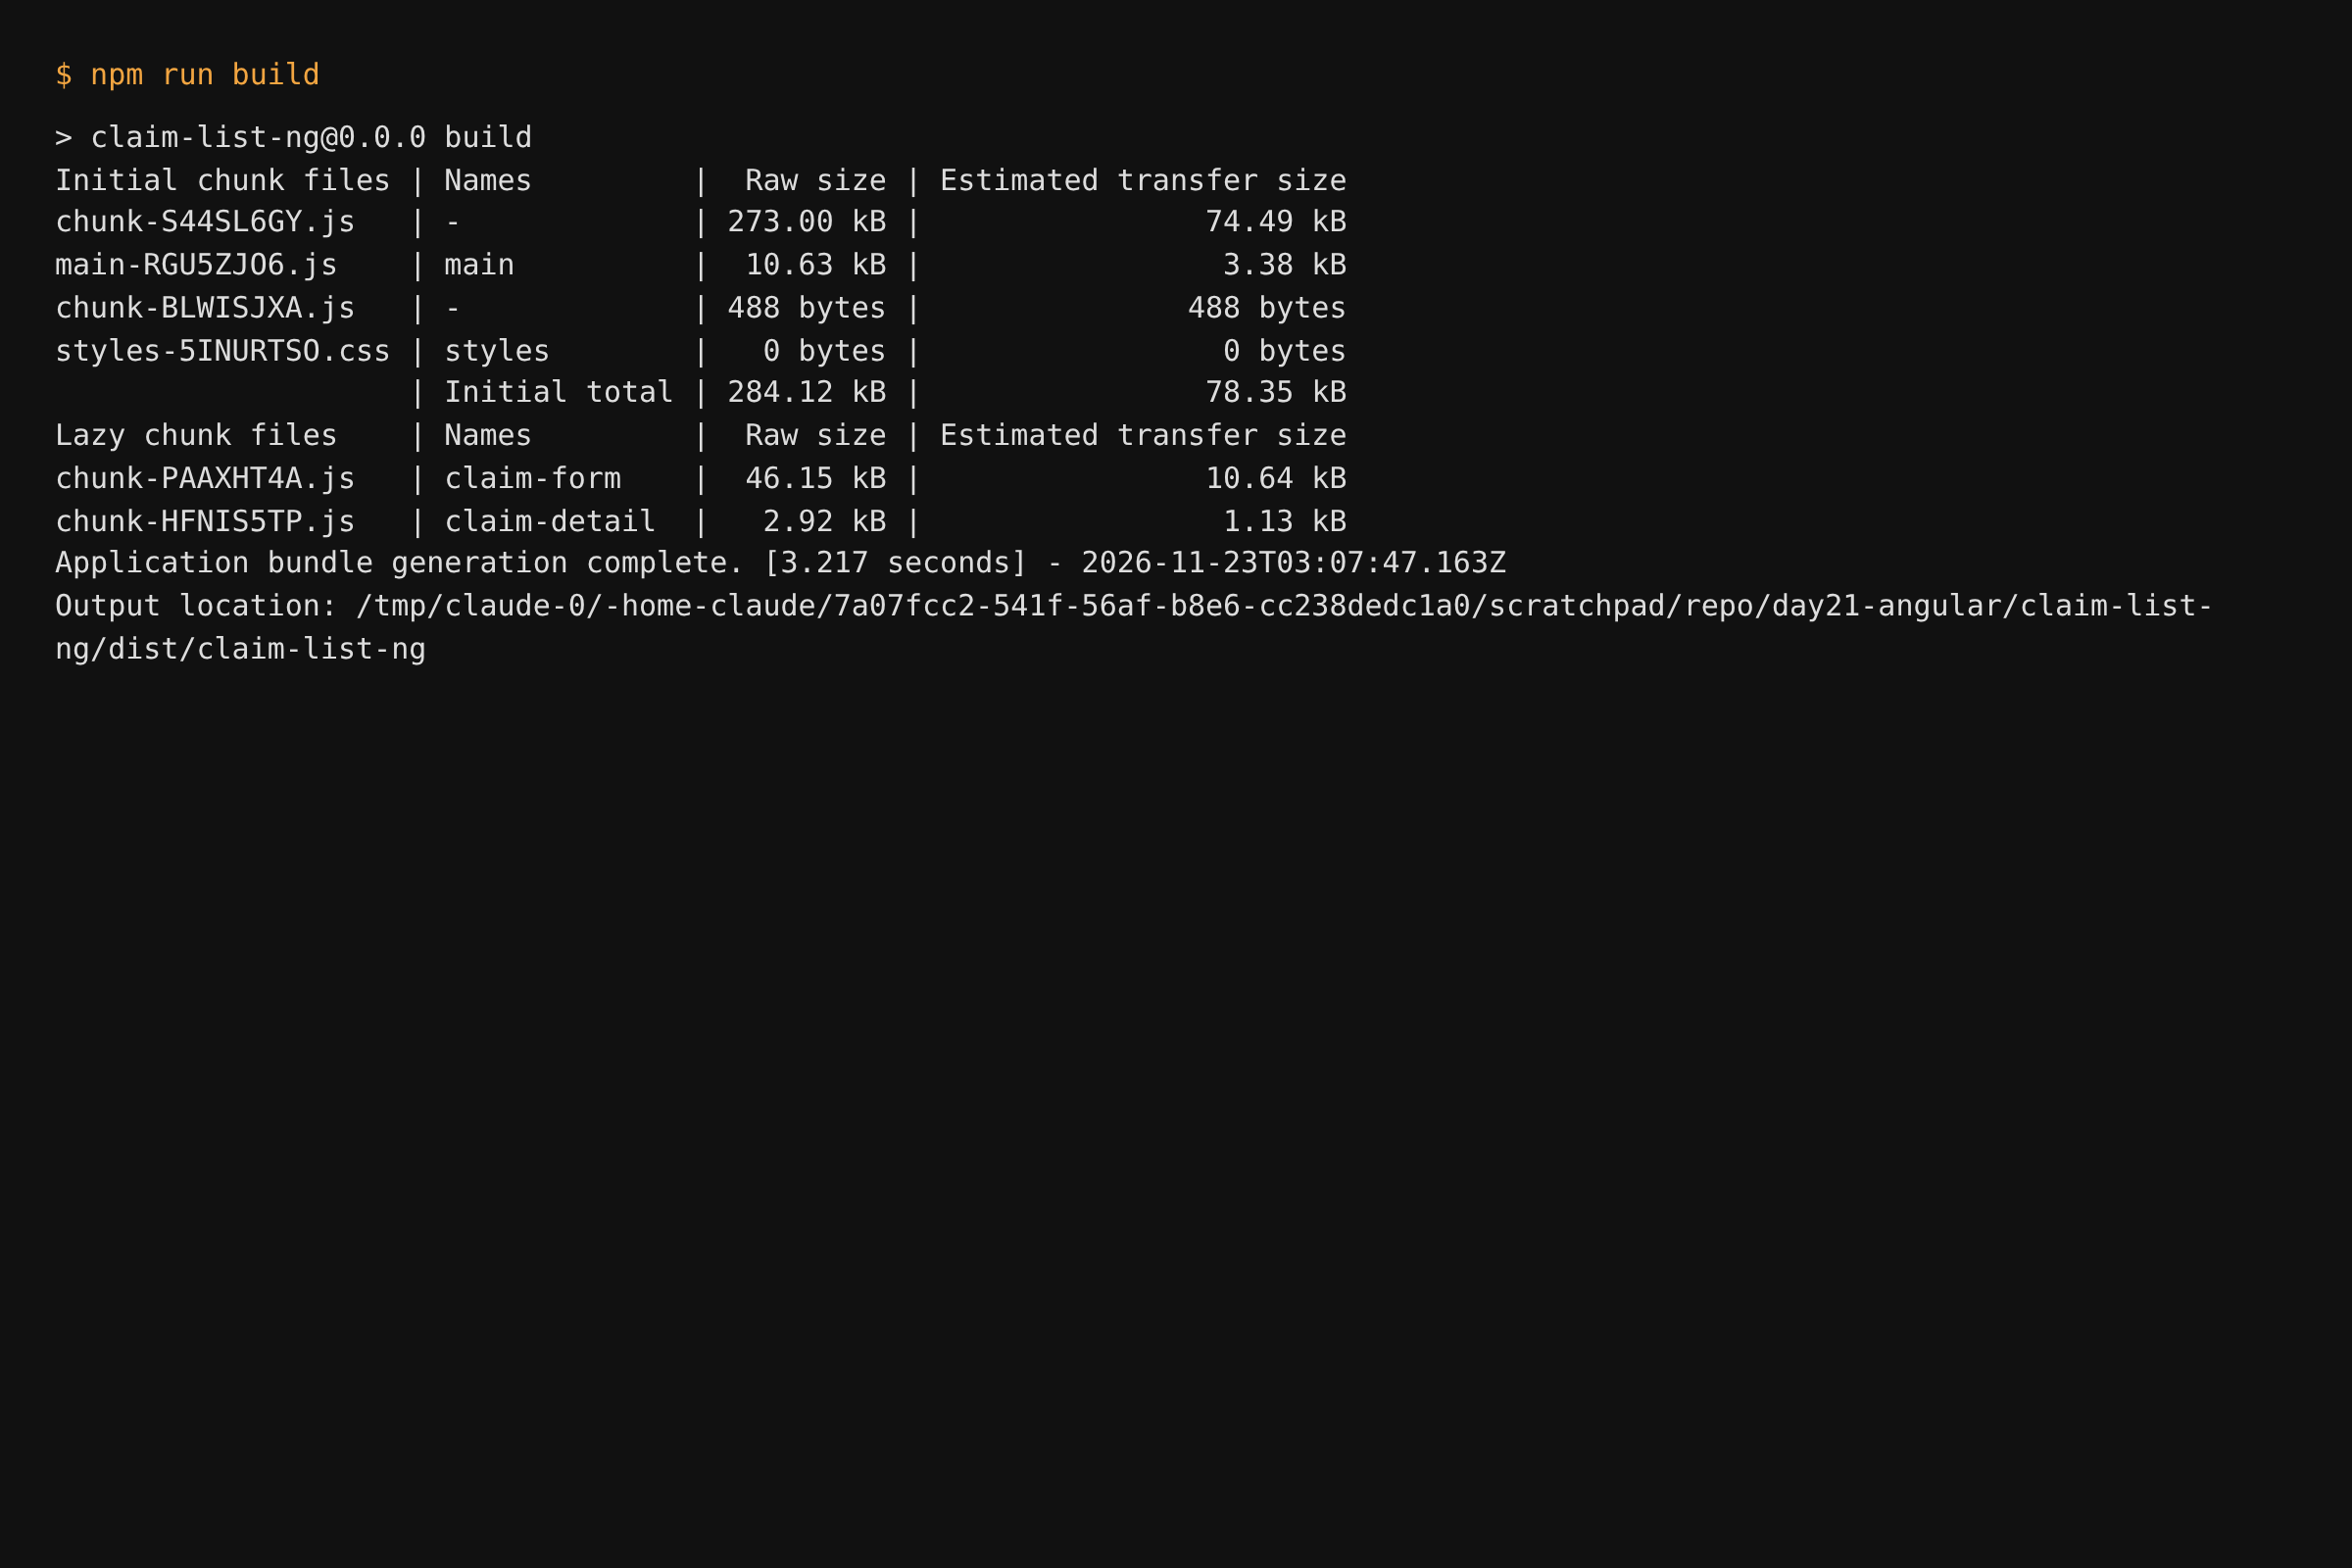 $ npm run build
> claim-list-ng@0.0.0 build
Initial chunk files | Names         |  Raw size | Estimated transfer size
chunk-S44SL6GY.js   | -             | 273.00 kB |                74.49 kB
main-RGU5ZJO6.js    | main          |  10.63 kB |                 3.38 kB
chunk-BLWISJXA.js   | -             | 488 bytes |               488 bytes
styles-5INURTSO.css | styles        |   0 bytes |                 0 bytes
                    | Initial total | 284.12 kB |                78.35 kB
Lazy chunk files    | Names         |  Raw size | Estimated transfer size
chunk-PAAXHT4A.js   | claim-form    |  46.15 kB |                10.64 kB
chunk-HFNIS5TP.js   | claim-detail  |   2.92 kB |                 1.13 kB
Application bundle generation complete. [3.217 seconds] - 2026-11-23T03:07:47.163Z
Output location: /tmp/claude-0/-home-claude/7a07fcc2-541f-56af-b8e6-cc238dedc1a0/scratchpad/repo/day21-angular/claim-list-
ng/dist/claim-list-ng